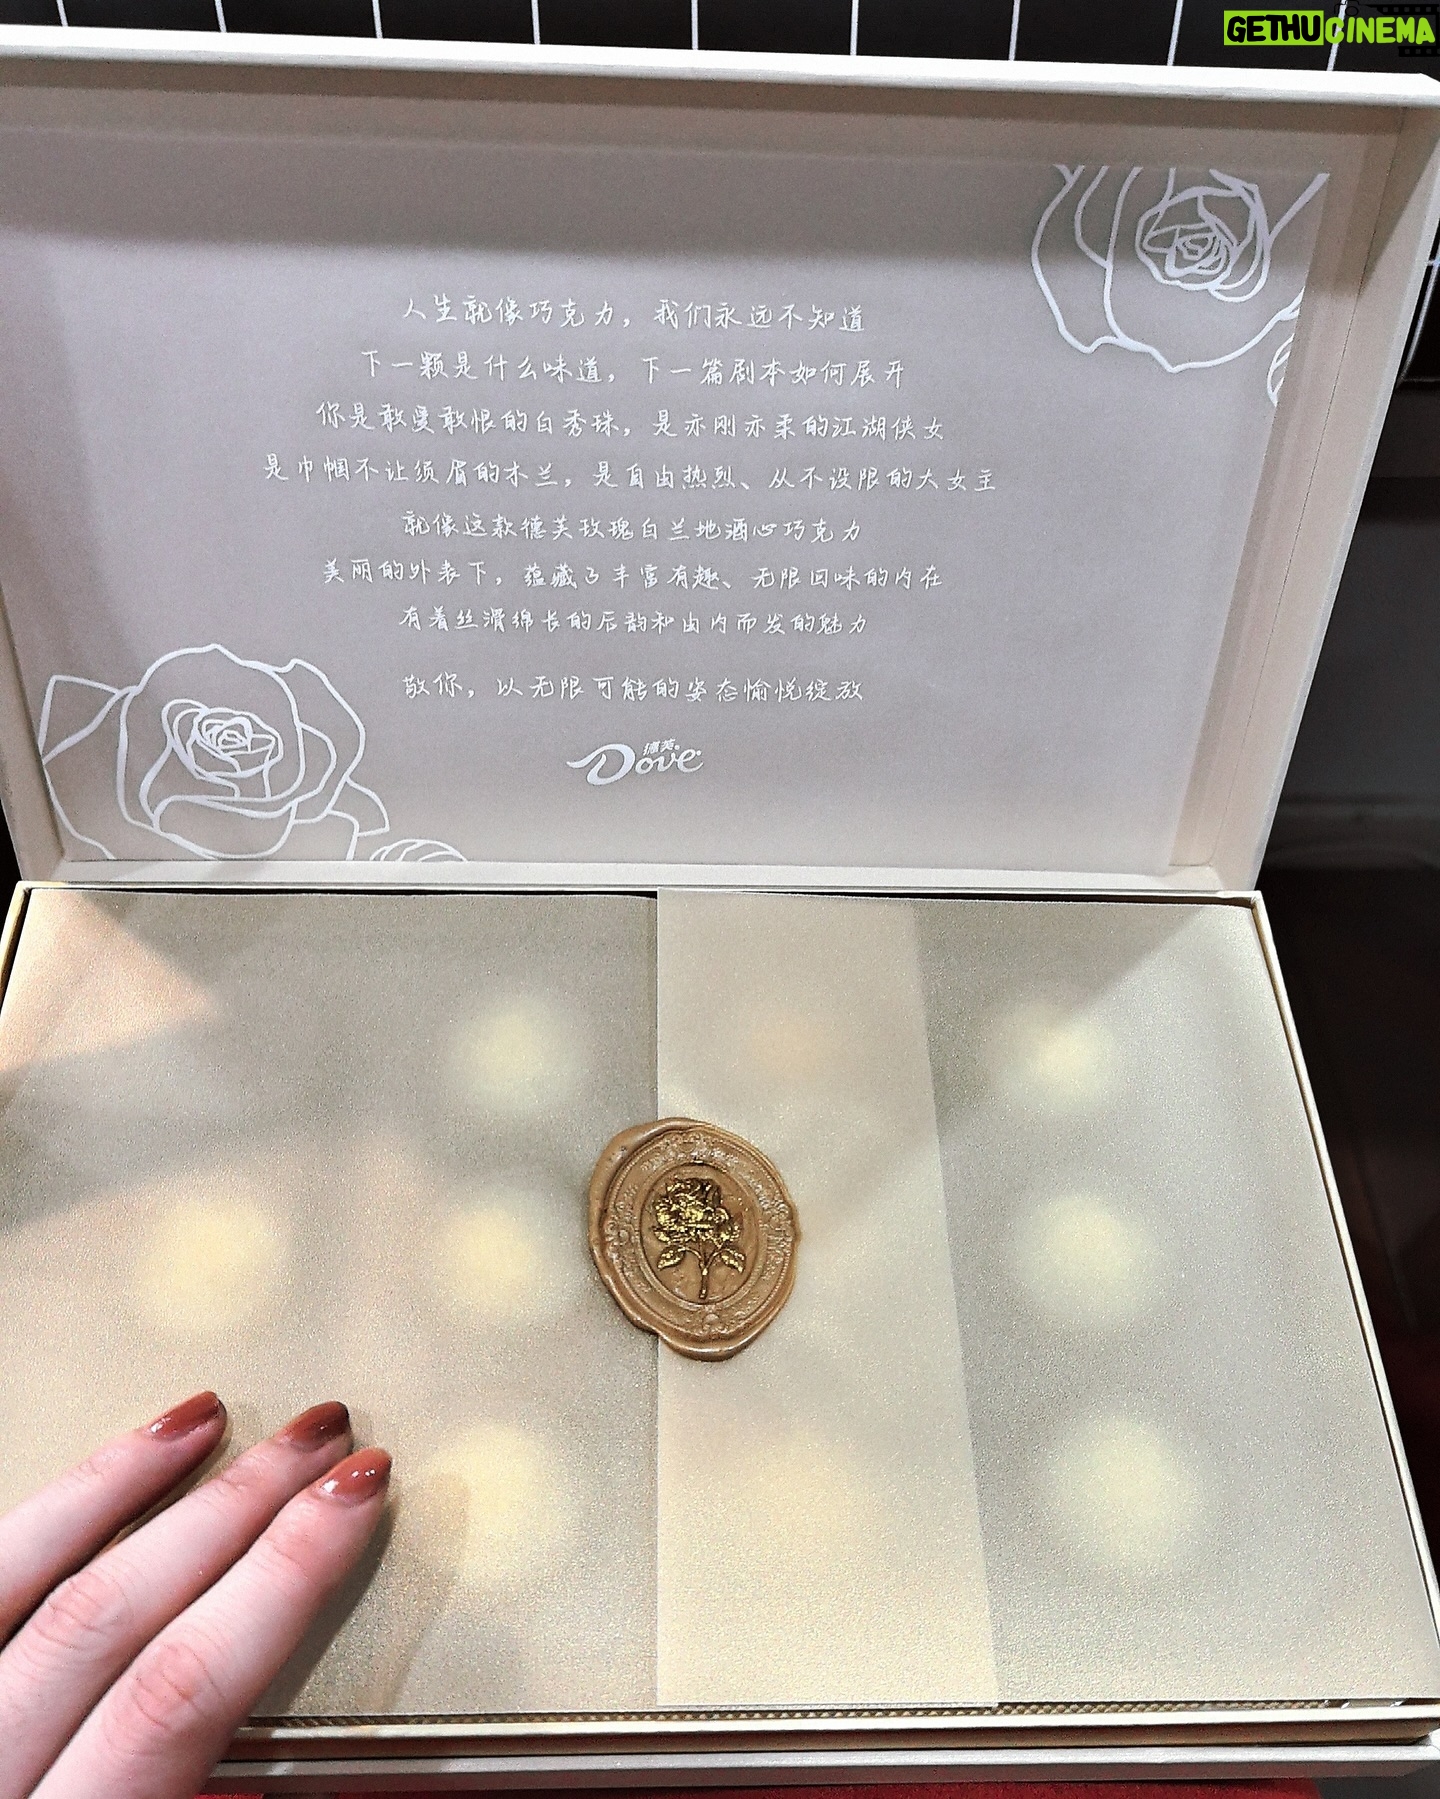 GETHUCINEMA
人生就像巧克力，我们永远不知道
下一颗是什么味道，下一篇剧本如何展开
你是敢爱敢恨的白秀珠，是亦刚亦柔的江湖侠女
是巾帼不让须眉的木兰，是自由热烈、从不设限的大女主
就像这款德芙玫瑰白兰地酒心巧克力
美丽的外表下，蕴藏了丰富有趣、无限回味的内在
有着丝滑绵长的后韵和由内而发的魅力
敬你，以无限可能的姿态愉悦绽放
德芙
Dove